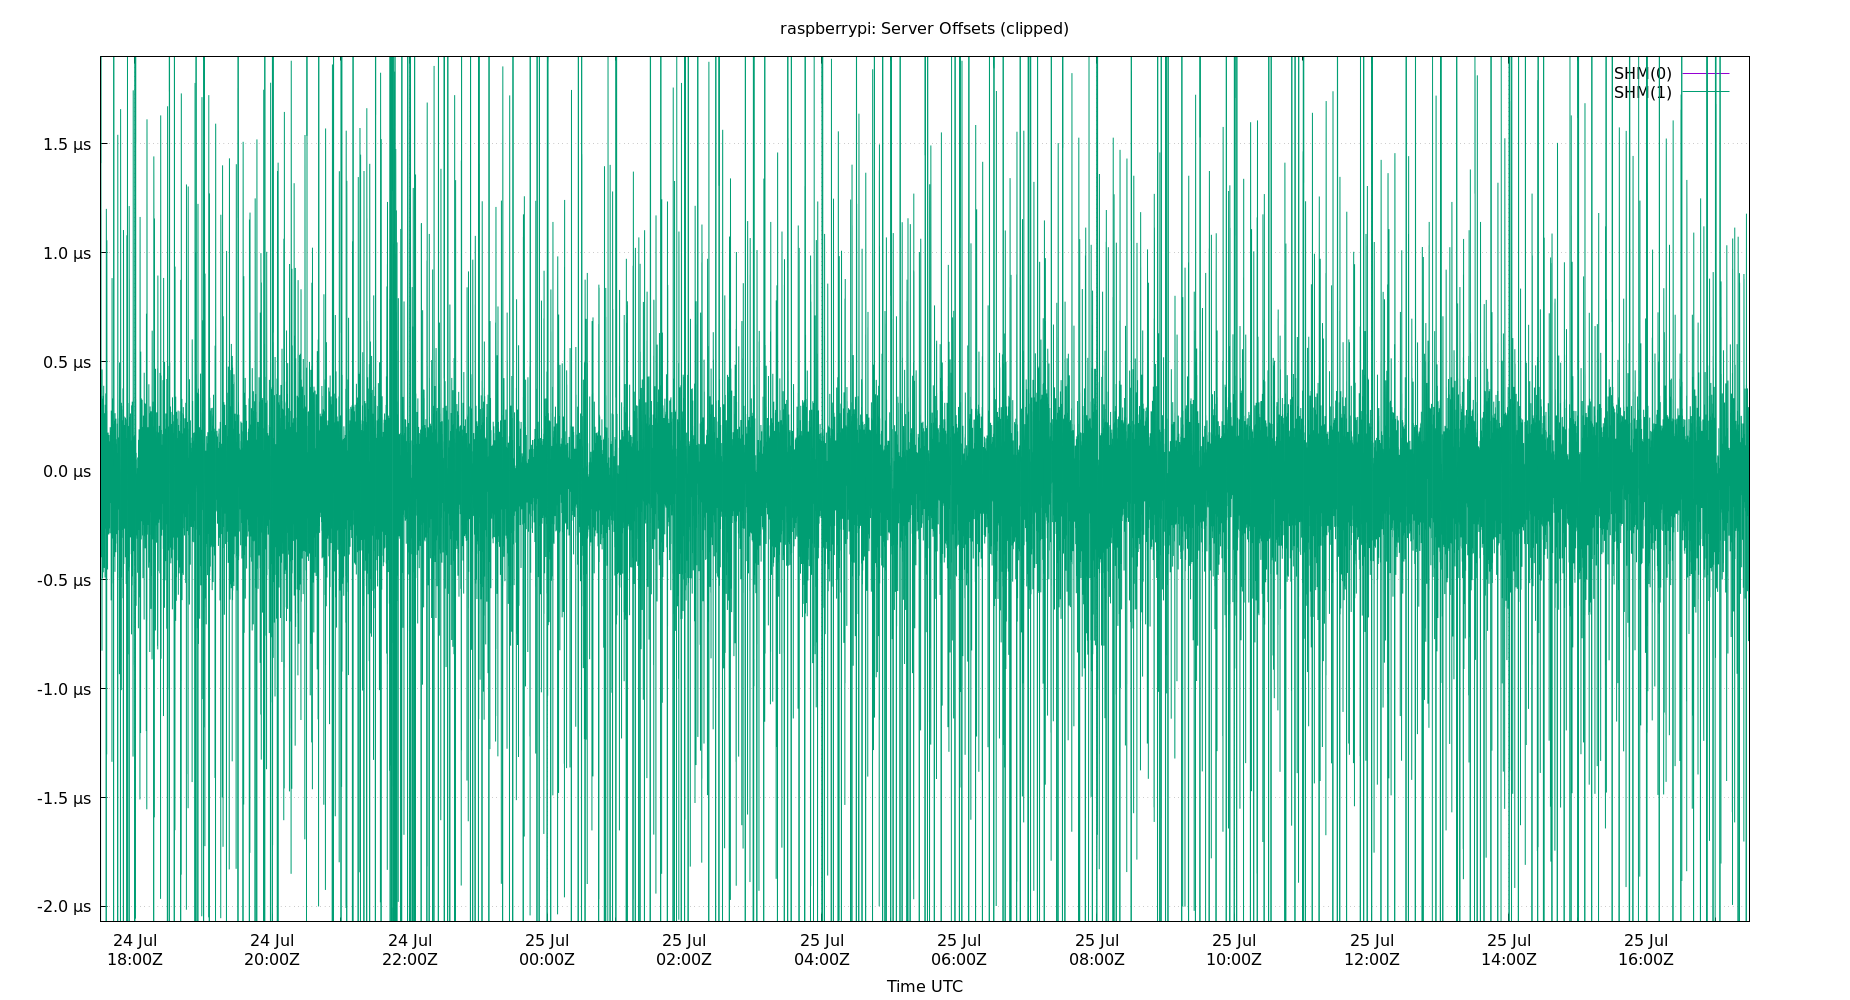 raspberrypi: Server Offsets (clipped)
SHM(0)
SHM(1)
1.5 µs
1.0 µs
0.5 µs
0.0 µs
-0.5 µs
-1.0 µs
-1.5 µs
-2.0 µs
24 Jul 24 Jul 24 Jul 25 Jul 25 Jul 25 Jul 25 Jul 25 Jul 25 Jul 25 Jul 25 Jul 25 Jul
18:00Z 20:00Z 22:00Z 00:00Z 02:00Z 04:00Z 06:00Z 08:00Z 10:00Z 12:00Z 14:00Z 16:00Z
Time UTC